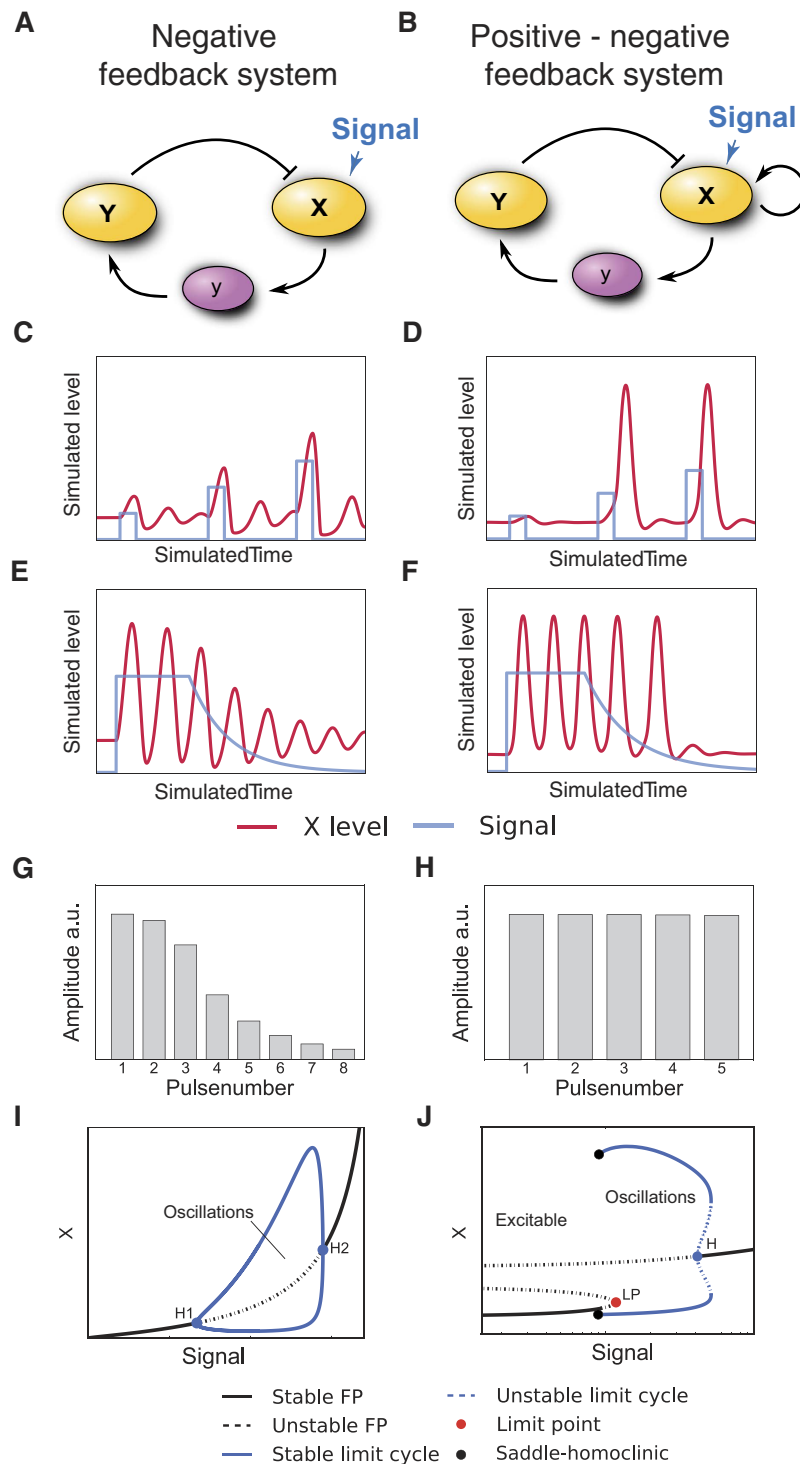 A
Negative
feedback system
Signal
Y
X
y
B
Positive - negative
feedback system
Signal
Y
X
y
C
Simulated level
SimulatedTime
D
Simulated level
SimulatedTime
E
Simulated level
SimulatedTime
F
Simulated level
SimulatedTime
X level
Signal
G
Amplitude a.u.
1 2 3 4 5 6 7 8
Pulsenumber
H
Amplitude a.u.
1 2 3 4 5
Pulsenumber
I
X
Oscillations
H1
H2
Signal
J
X
Excitable
Oscillations
H
LP
Signal
Stable FP
Unstable FP
Stable limit cycle
Unstable limit cycle
Limit point
Saddle-homoclinic